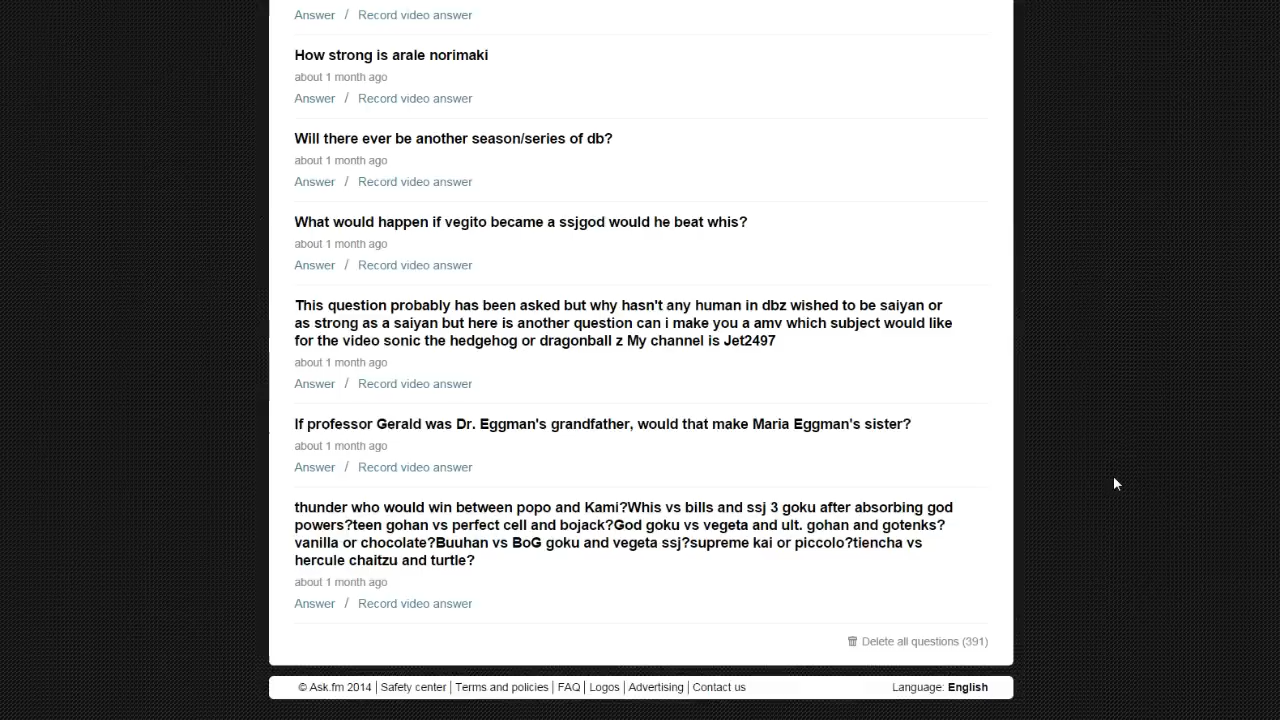 Answer / Record video answer
How strong is arale norimaki
about 1 month ago
Answer / Record video answer
Will there ever be another season/series of db?
about 1 month ago
Answer / Record video answer
What would happen if vegito became a ssjgod would he beat whis?
about 1 month ago
Answer / Record video answer
This question probably has been asked but why hasn't any human in dbz wished to be saiyan or
as strong as a saiyan but here is another question can i make you a amv which subject would like
for the video sonic the hedgehog or dragonball z My channel is Jet2497
about 1 month ago
Answer / Record video answer
If professor Gerald was Dr. Eggman's grandfather, would that make Maria Eggman's sister?
about 1 month ago
Answer / Record video answer
thunder who would win between popo and Kami?Whis vs bills and ssj 3 goku after absorbing god
powers?teen gohan vs perfect cell and bojack?God goku vs vegeta and ult. gohan and gotenks?
vanilla or chocolate?Buuhan vs BoG goku and vegeta ssj?supreme kai or piccolo?tiencha vs
hercule chaitzu and turtle?
about 1 month ago
Answer / Record video answer
Delete all questions (391)
© Ask.fm 2014 | Safety center | Terms and policies | FAQ | Logos | Advertising | Contact us Language: English